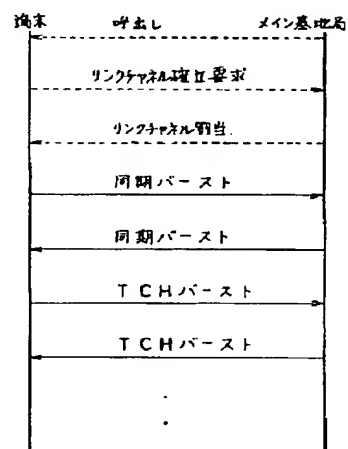 端末 呼出し メイン基地局
リンクチャネル確立要求
リンクチャネル割当.
同期バースト
同期バースト
TCHバースト
TCHバースト